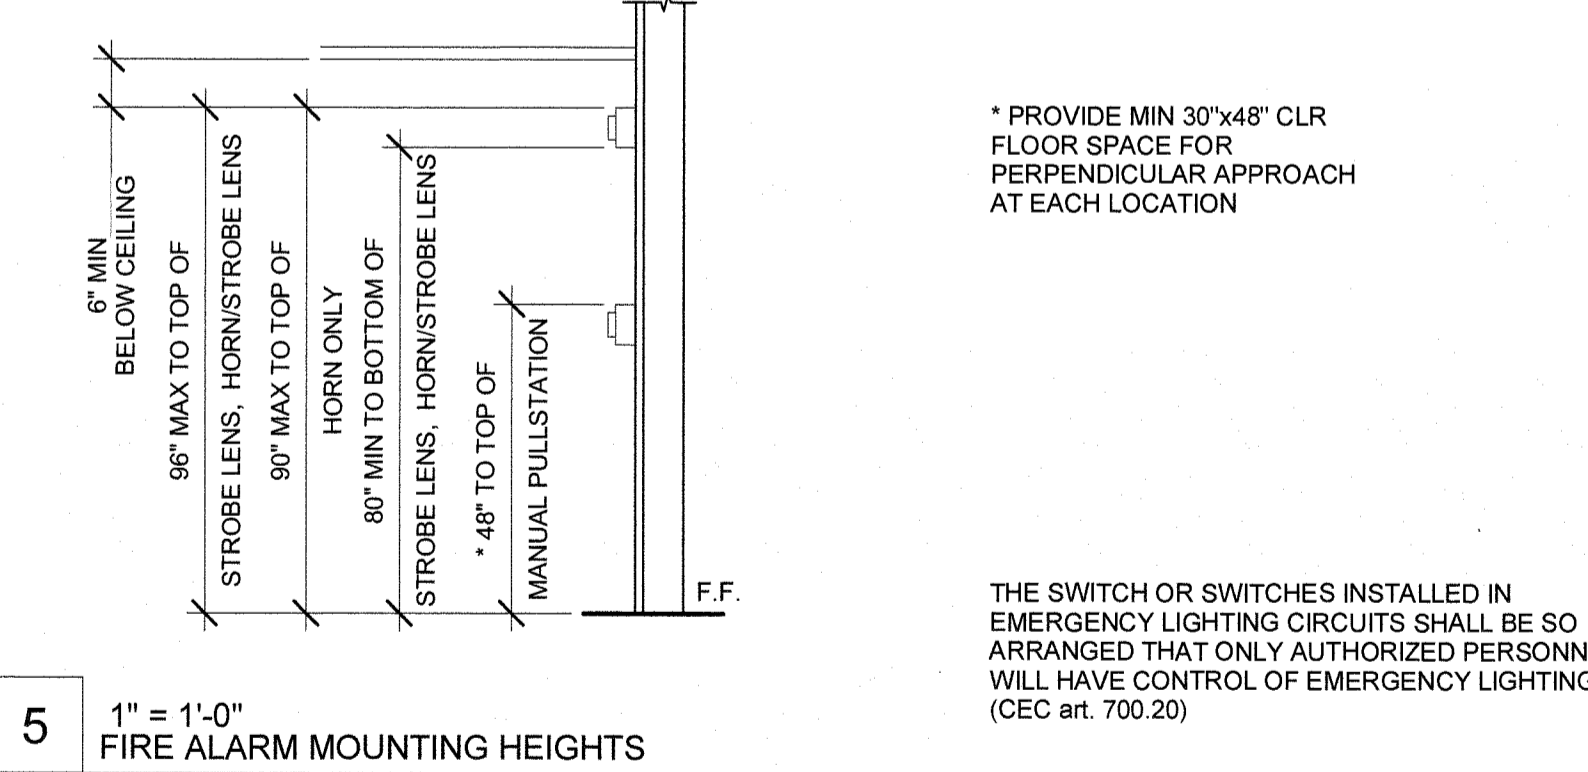 6" MIN
BELOW CEILING
96" MAX TO TOP OF
STROBE LENS, HORN/STROBE LENS
90" MAX TO TOP OF
HORN ONLY
80" MIN TO BOTTOM OF
STROBE LENS, HORN/STROBE LENS
* 48" TO TOP OF
MANUAL PULLSTATION
F.F.
* PROVIDE MIN 30"x48" CLR
FLOOR SPACE FOR
PERPENDICULAR APPROACH
AT EACH LOCATION
THE SWITCH OR SWITCHES INSTALLED IN
EMERGENCY LIGHTING CIRCUITS SHALL BE SO
ARRANGED THAT ONLY AUTHORIZED PERSONN
WILL HAVE CONTROL OF EMERGENCY LIGHTING
(CEC art. 700.20)
5
1" = 1'-0"
FIRE ALARM MOUNTING HEIGHTS